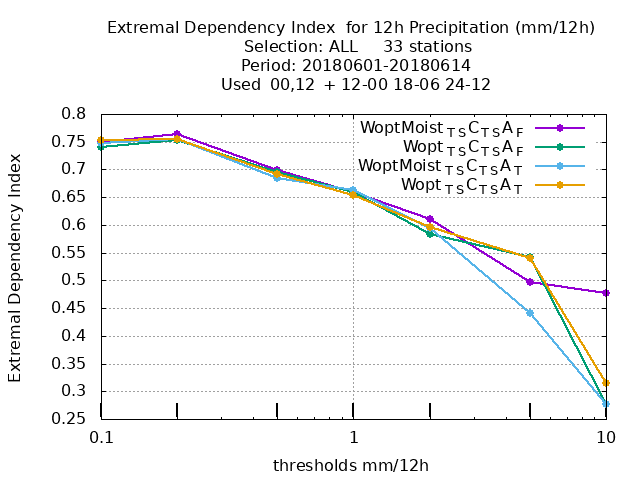 Extremal Dependency Index  for 12h Precipitation (mm/12h)
Selection: ALL     33 stations
Period: 20180601-20180614
Used  00,12  + 12-00 18-06 24-12
Extremal Dependency Index
0.8
0.75
0.7
0.65
0.6
0.55
0.5
0.45
0.4
0.35
0.3
0.25
WoptMoist TS C TS A F
Wopt TS C TS A F
WoptMoist TS C TS A T
Wopt TS C TS A T
0.1 1 10
thresholds mm/12h